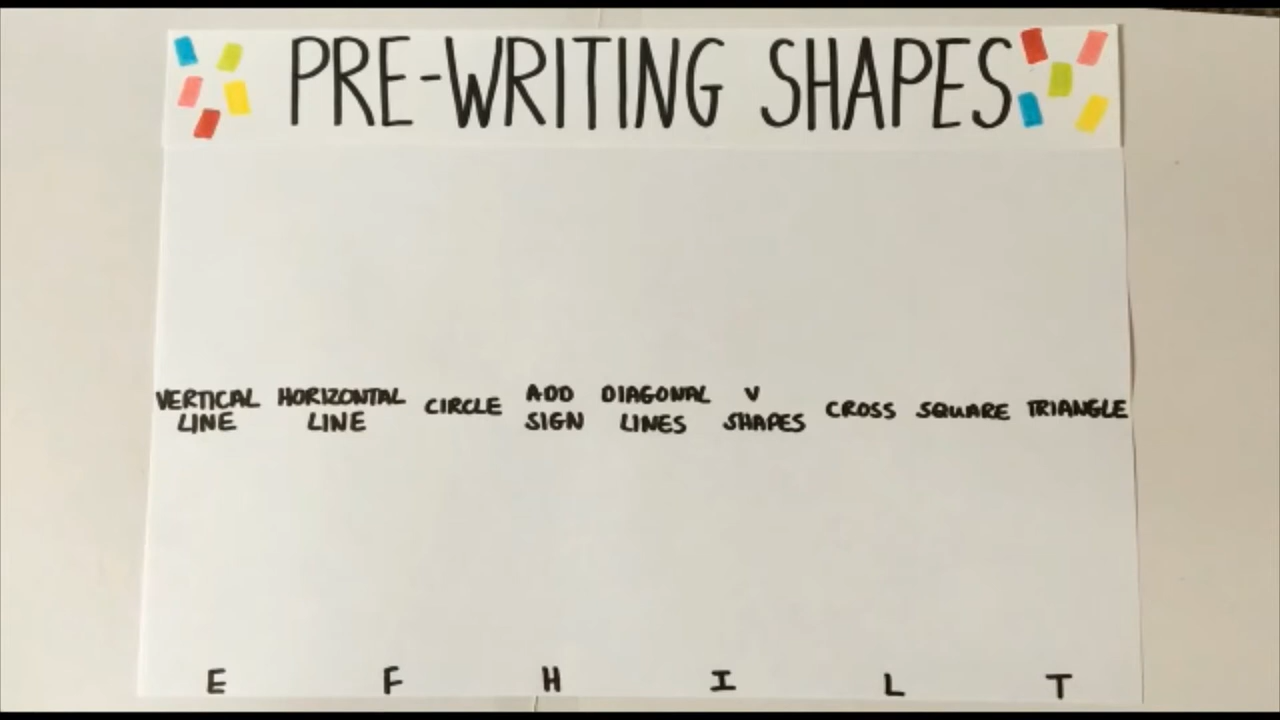 PRE-WRITING SHAPES
VERTICAL LINE
HORIZONTAL LINE
CIRCLE
ADD SIGN
DIAGONAL LINES
V SHAPES
CROSS
SQUARE
TRIANGLE
E F H I L T